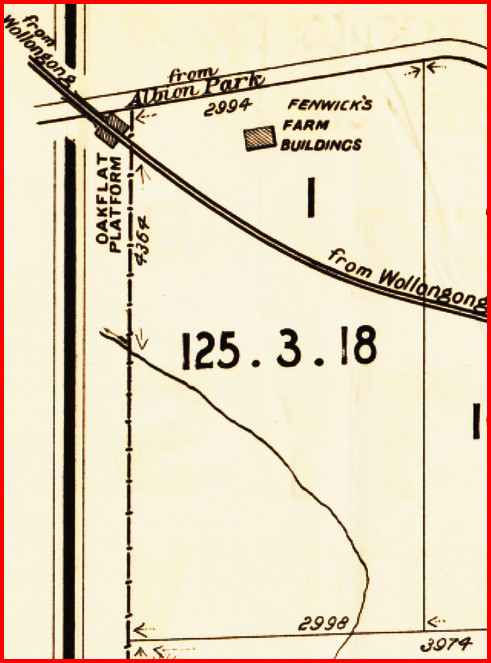 from
Wollongong
from
Albion Park
2994
FENWICK'S
FARM
BUILDINGS
OAKFLAT
PLATFORM
4364
1
from Wollongong
125.3.18
2998
3974